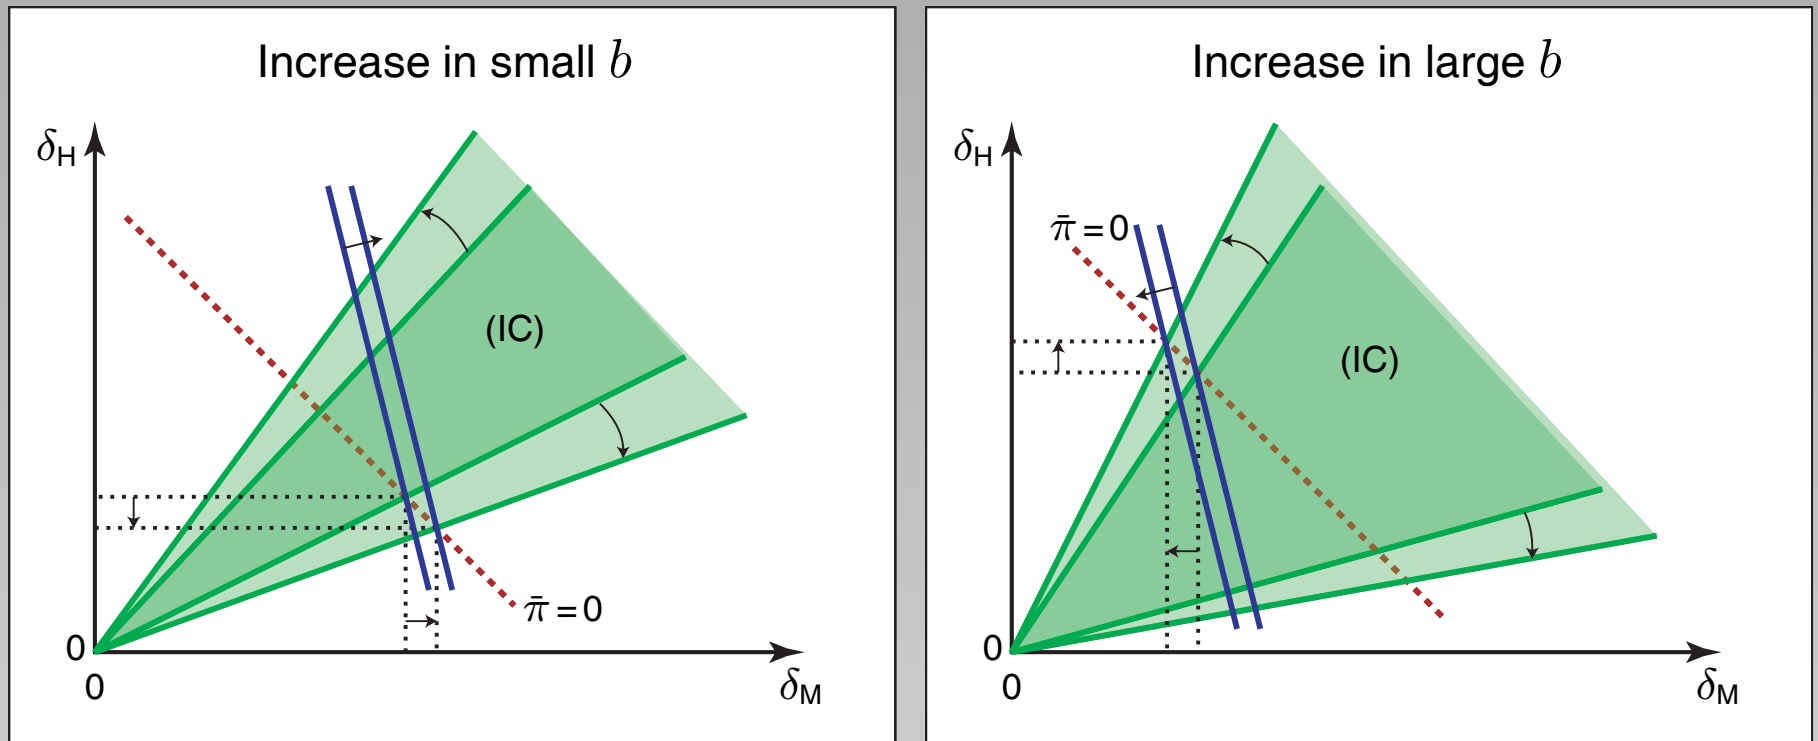 Increase in small b
δH
(IC)
π̄ = 0
0
0
δM
Increase in large b
δH
π̄ = 0
(IC)
0
0
δM